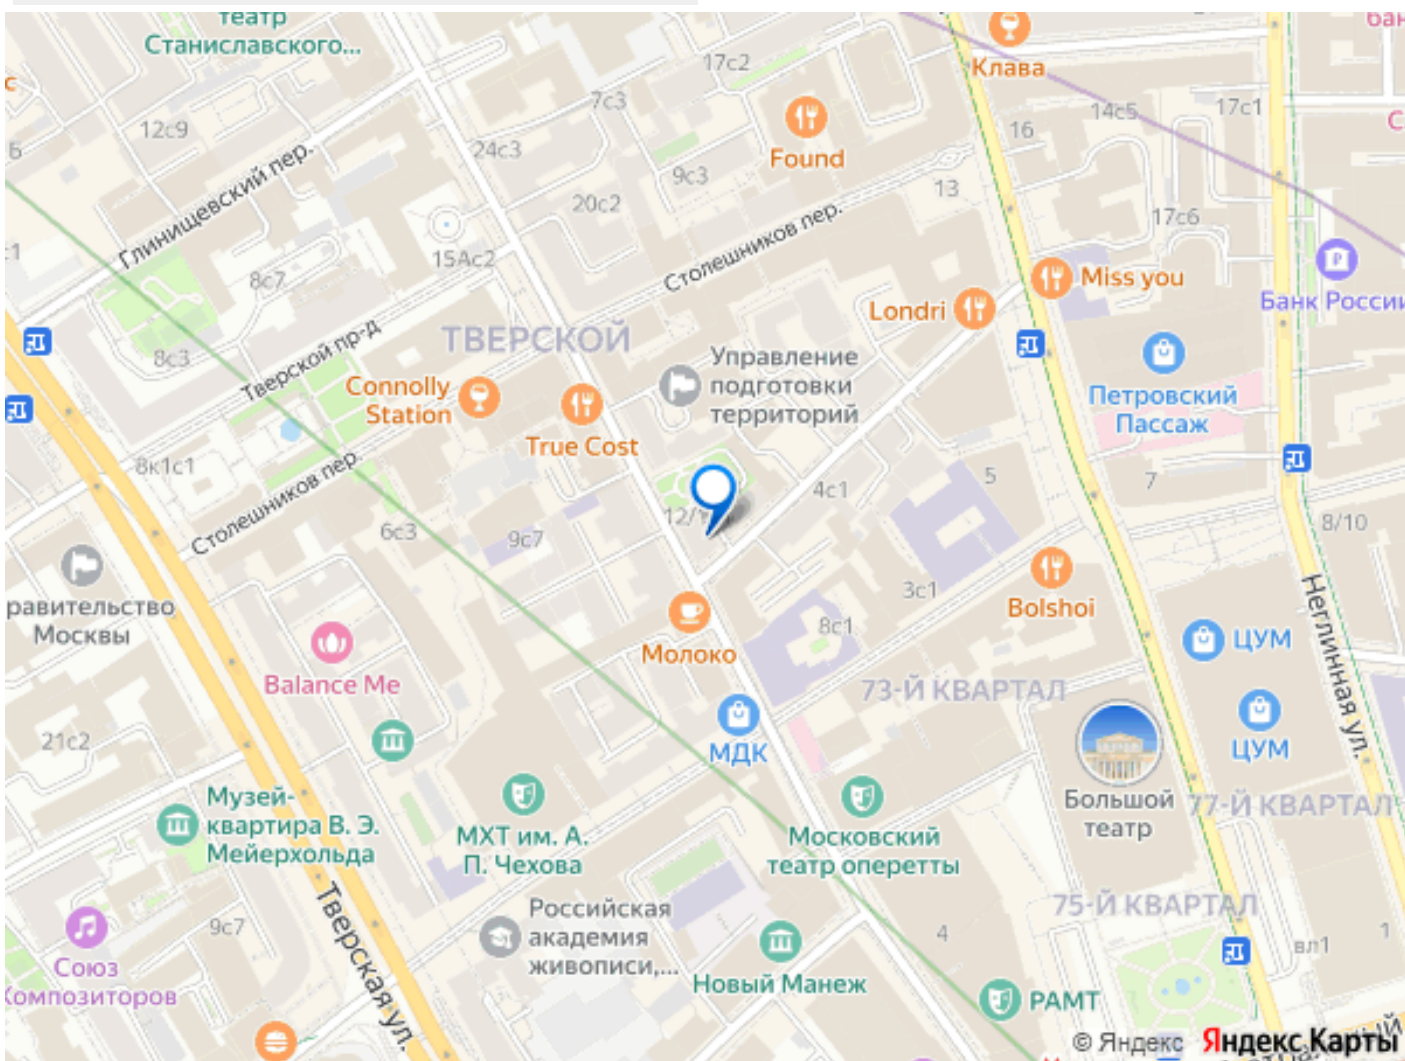 театр
Станиславского...
Клава
17с2
7с3
14с5
17с1
12с9
16
Found
24с3
9с3
13
Глинищевский пер.
20с2
17с6
Столешников пер.
15Ас2
8с7
Miss you
Londri
Банк России
ТВЕРСКОЙ
8с3
Тверской пр-д
Управление
подготовки
территорий
Connolly
Station
Петровский
Пассаж
True Cost
8к1с1
Столешников пер.
5
7
4с1
6с3
9с7
8/10
3с1
Bolshoi
Неглинная ул.
равительство
Москвы
8с1
ЦУМ
Молоко
Balance Me
73-Й КВАРТАЛ
21с2
МДК
ЦУМ
Музей-
квартира В. Э.
Мейерхольда
Большой
театр
77-Й КВАРТАЛ
МХТ им. А.
П. Чехова
Московский
театр оперетты
Тверская ул.
Российская
академия
живописи,...
75-Й КВАРТАЛ
9с7
4
вл1
1
Союз
Композиторов
Новый Манеж
РАМТ
© Яндекс Яндекс Карты